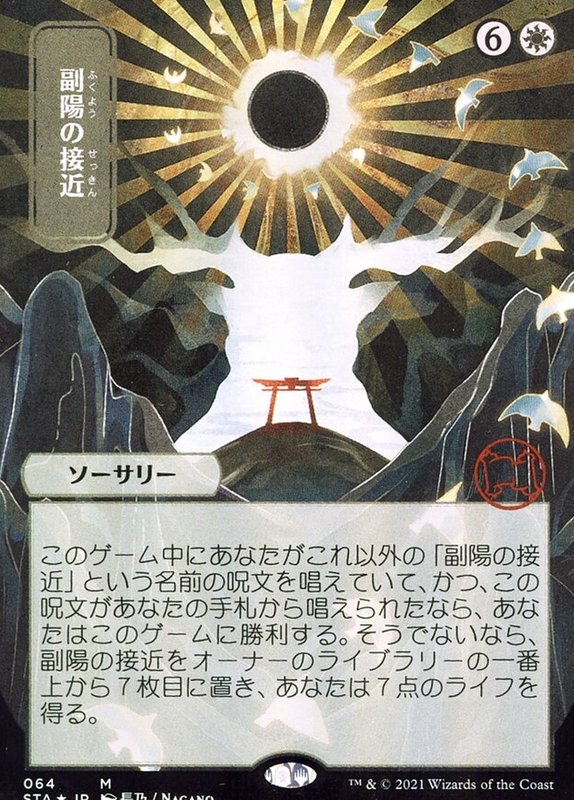 6
副陽の接近
ふくよう
せっきん
ソーサリー
このゲーム中にあなたがこれ以外の「副陽の接
近」という名前の呪文を唱えていて、かつ、この
呪文があなたの手札から唱えられたなら、あな
たはこのゲームに勝利する。そうでないなら、
副陽の接近をオーナーのライブラリーの一番
上から7枚目に置き、あなたは7点のライフを
得る。
064 M
STA★JP 長乃/NAGANO
™ & © 2021 Wizards of the Coast